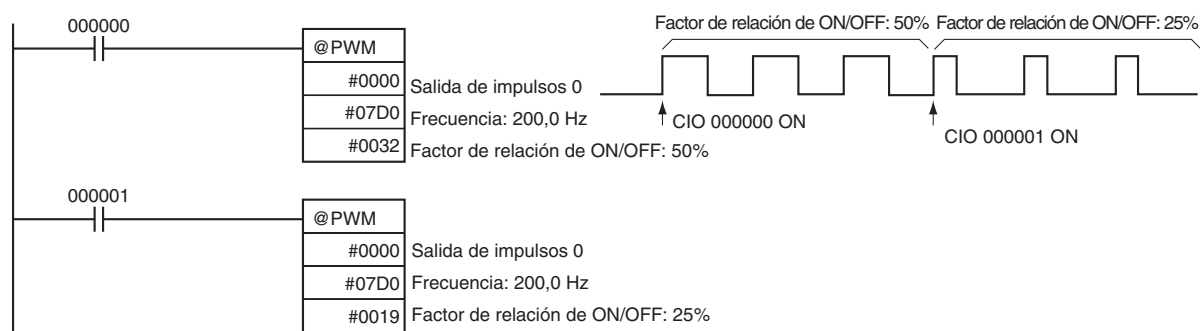 000000
@PWM
#0000 Salida de impulsos 0
#07D0 Frecuencia: 200,0 Hz
#0032 Factor de relación de ON/OFF: 50%
Factor de relación de ON/OFF: 50% Factor de relación de ON/OFF: 25%
CIO 000000 ON
CIO 000001 ON
000001
@PWM
#0000 Salida de impulsos 0
#07D0 Frecuencia: 200,0 Hz
#0019 Factor de relación de ON/OFF: 25%